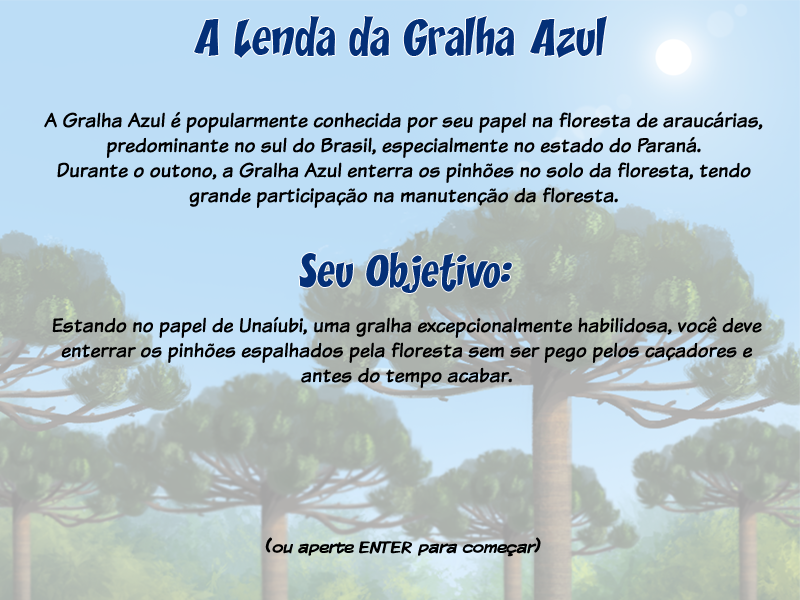 A Lenda da Gralha Azul
A Gralha Azul é popularmente conhecida por seu papel na floresta de araucárias,
predominante no sul do Brasil, especialmente no estado do Paraná.
Durante o outono, a Gralha Azul enterra os pinhões no solo da floresta, tendo
grande participação na manutenção da floresta.
Seu Objetivo:
Estando no papel de Unaíubi, uma gralha excepcionalmente habilidosa, você deve
enterrar os pinhões espalhados pela floresta sem ser pego pelos caçadores e
antes do tempo acabar.
(ou aperte ENTER para começar)